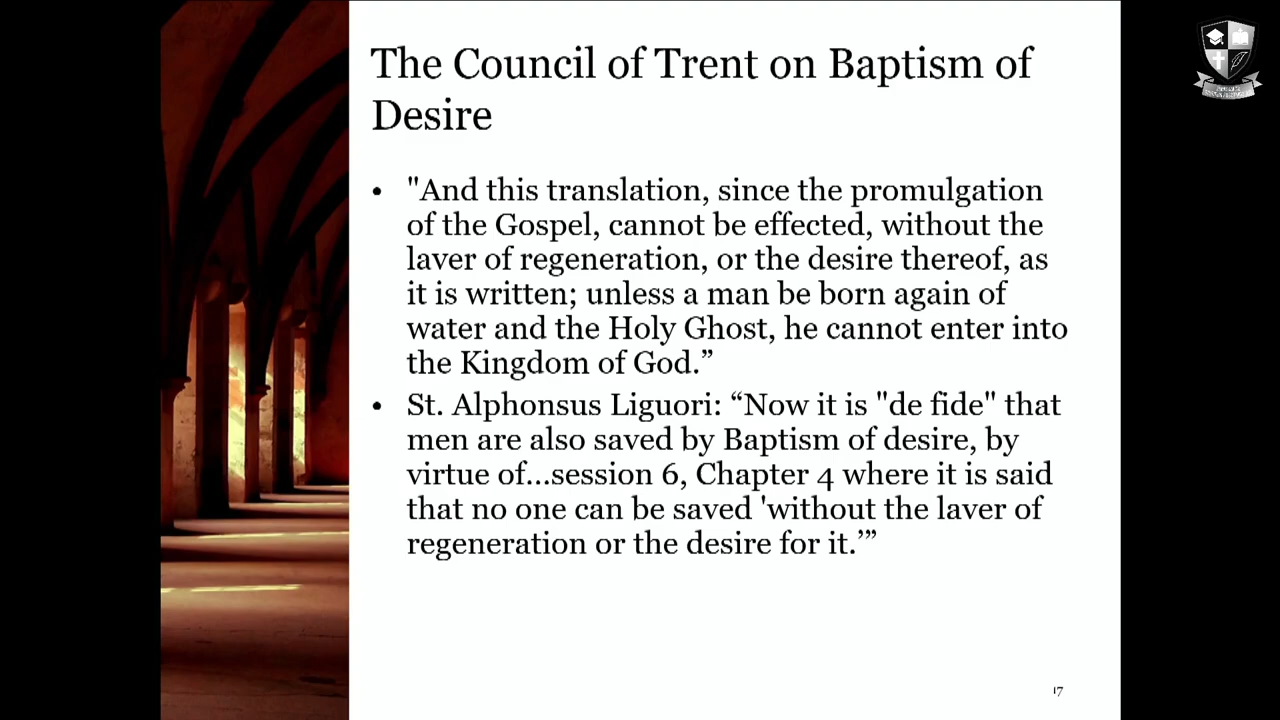 The Council of Trent on Baptism of
Desire
• "And this translation, since the promulgation
of the Gospel, cannot be effected, without the
laver of regeneration, or the desire thereof, as
it is written; unless a man be born again of
water and the Holy Ghost, he cannot enter into
the Kingdom of God.”
• St. Alphonsus Liguori: “Now it is "de fide" that
men are also saved by Baptism of desire, by
virtue of...session 6, Chapter 4 where it is said
that no one can be saved 'without the laver of
regeneration or the desire for it.’”
17